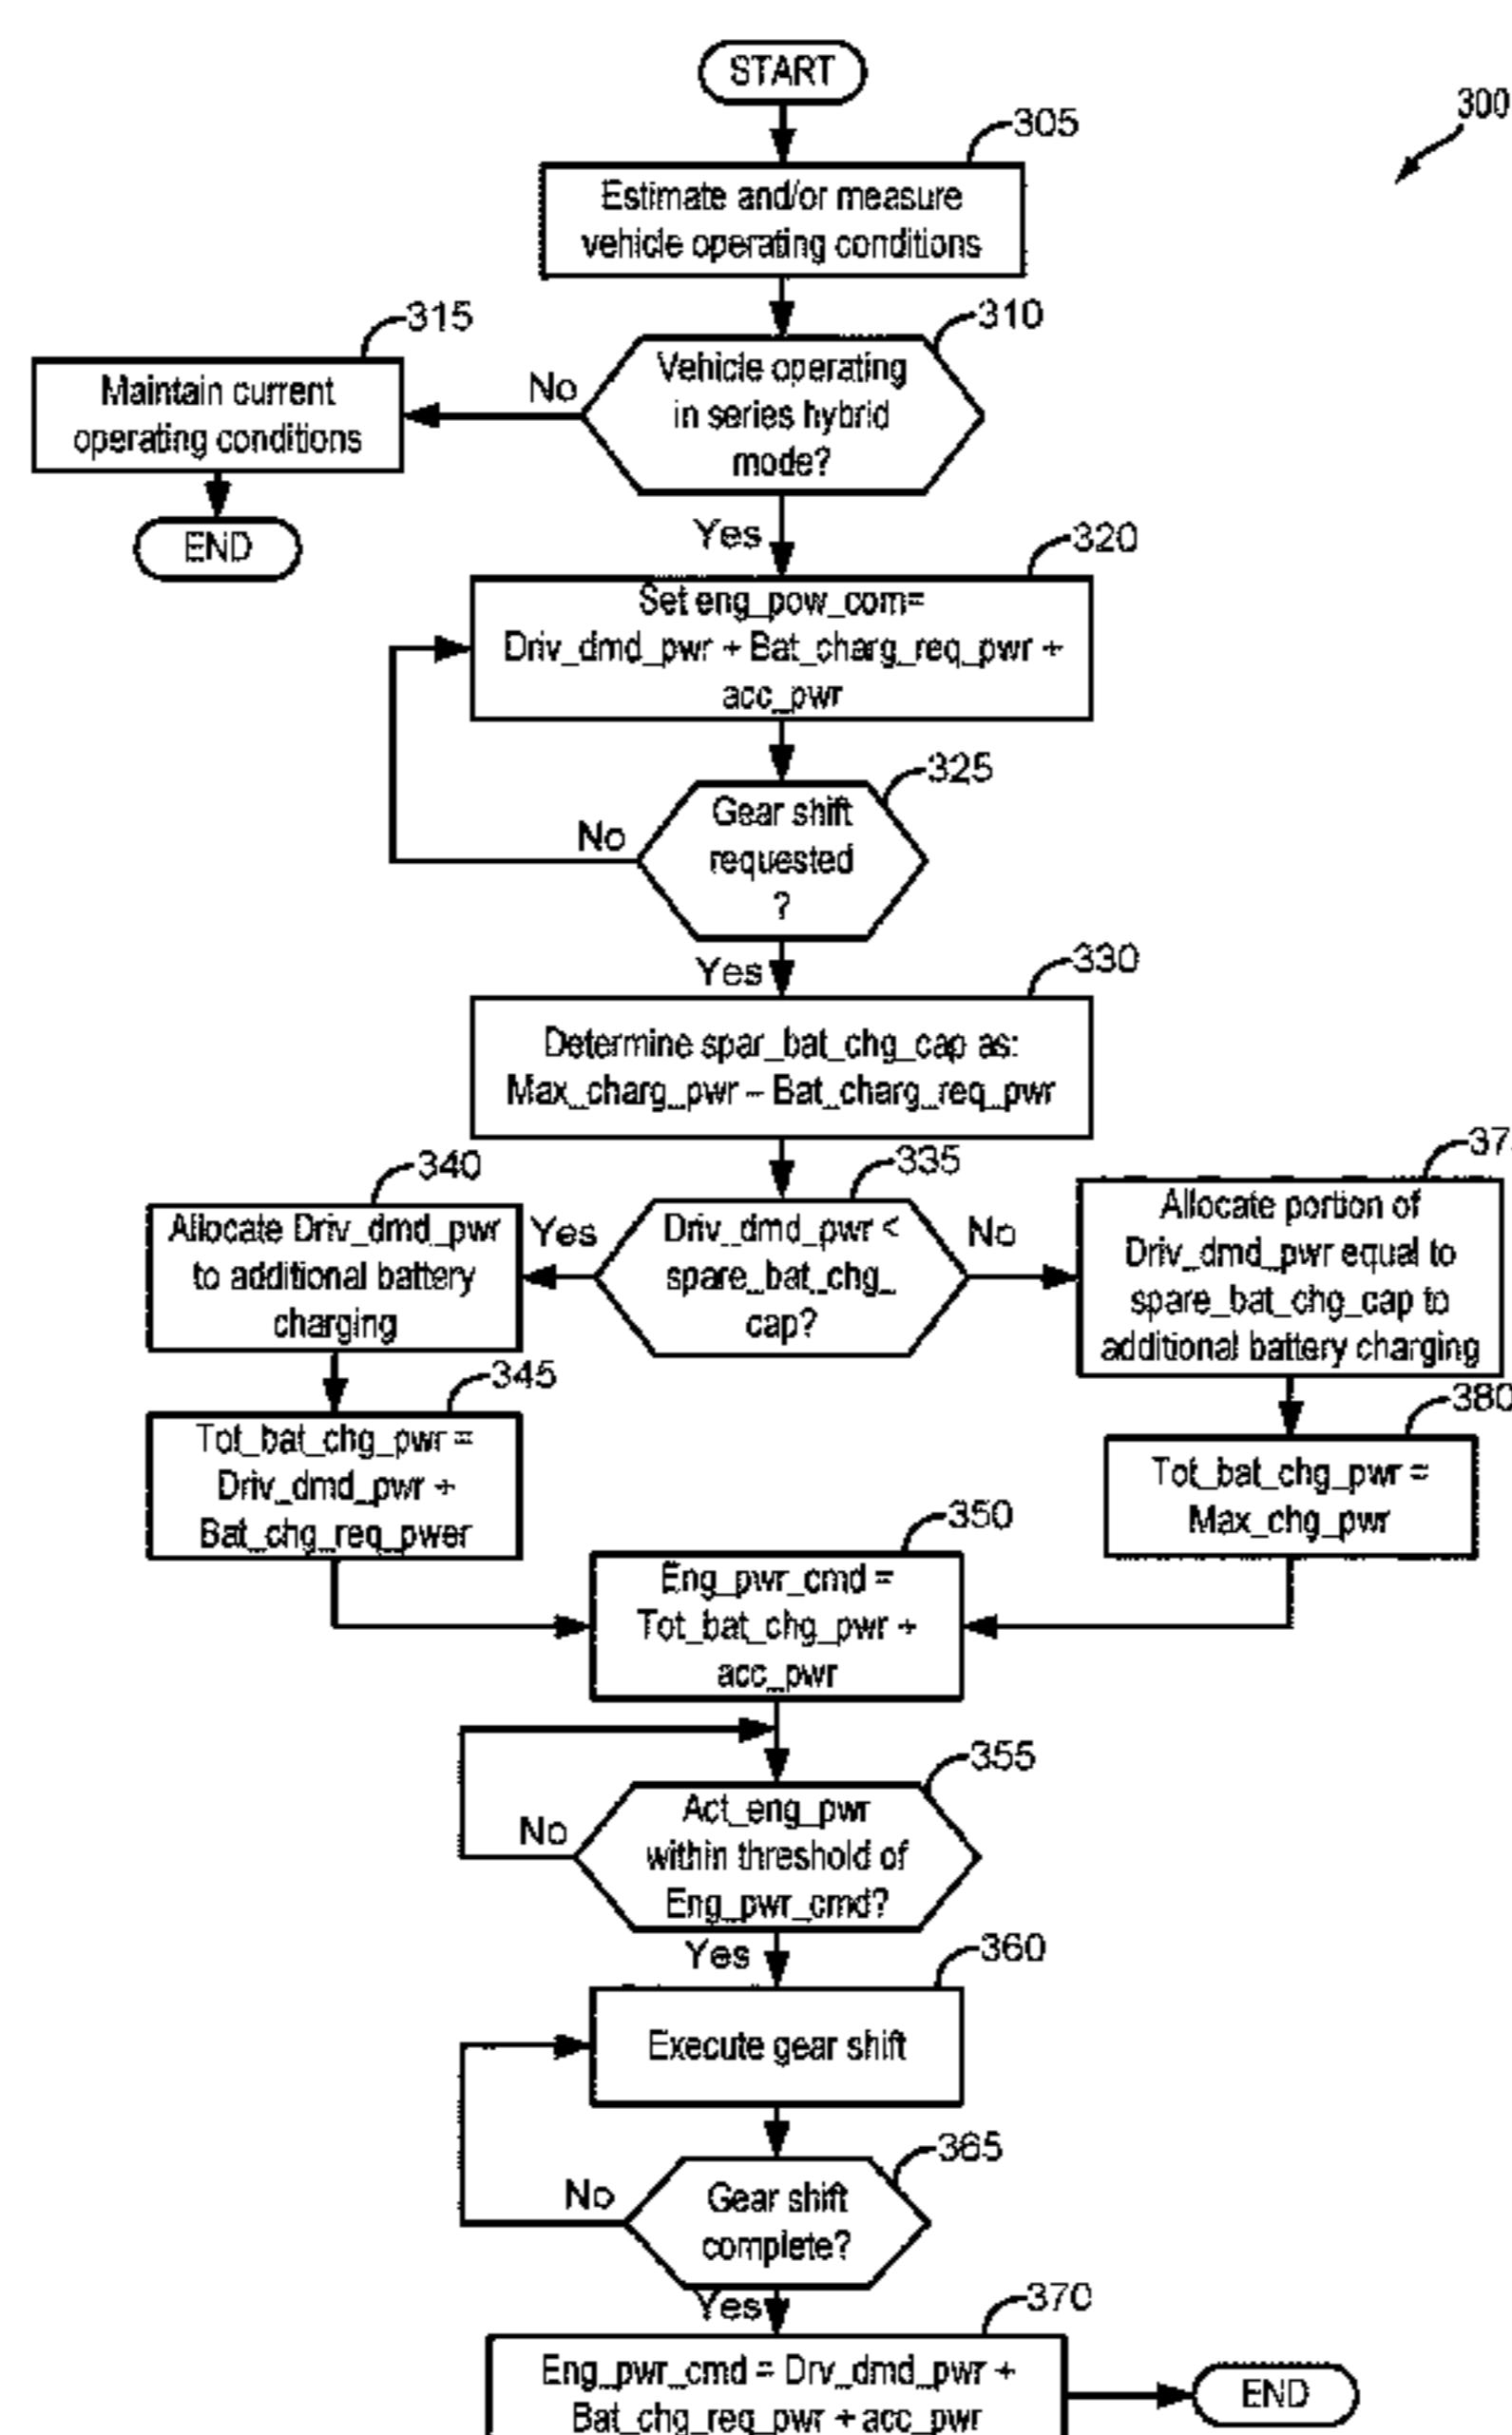 START
300
305
Estimate and/or measure
vehicle operating conditions
310
Vehicle operating
in series hybrid
mode?
No
315
Maintain current
operating conditions
END
Yes
320
Set eng_pow_com=
Driv_dmd_pwr + Bat_charg_req_pwr +
acc_pwr
325
Gear shift
requested
?
No
Yes
330
Determine spar_bat_chg_cap as:
Max_charg_pwr – Bat_charg_req_pwr
335
Driv_dmd_pwr <
spare_bat_chg_
cap?
Yes
No
340
Allocate Driv_dmd_pwr
to additional battery
charging
345
Tot_bat_chg_pwr =
Driv_dmd_pwr +
Bat_chg_req_pwer
37
Allocate portion of
Driv_dmd_pwr equal to
spare_bat_chg_cap to
additional battery charging
380
Tot_bat_chg_pwr =
Max_chg_pwr
350
Eng_pwr_cmd =
Tot_bat_chg_pwr +
acc_pwr
355
Act_eng_pwr
within threshold of
Eng_pwr_cmd?
No
Yes
360
Execute gear shift
365
Gear shift
complete?
No
Yes
370
Eng_pwr_cmd = Drv_dmd_pwr +
Bat_chg_req_pwr + acc_pwr
END